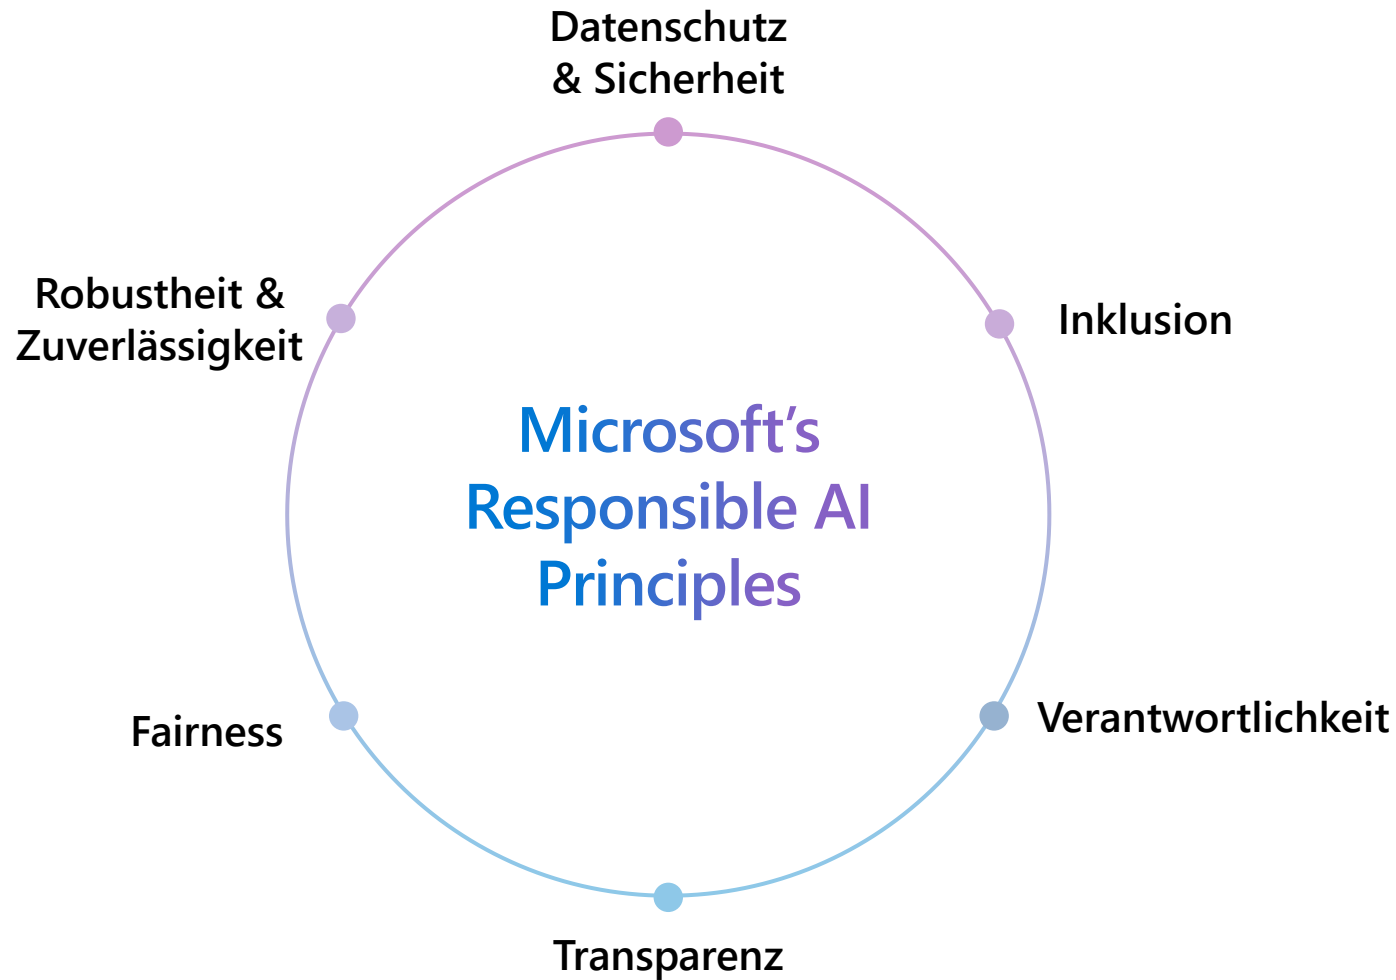 Datenschutz
& Sicherheit
Robustheit &
Zuverlässigkeit
Inklusion
Microsoft’s
Responsible AI
Principles
Fairness
Verantwortlichkeit
Transparenz